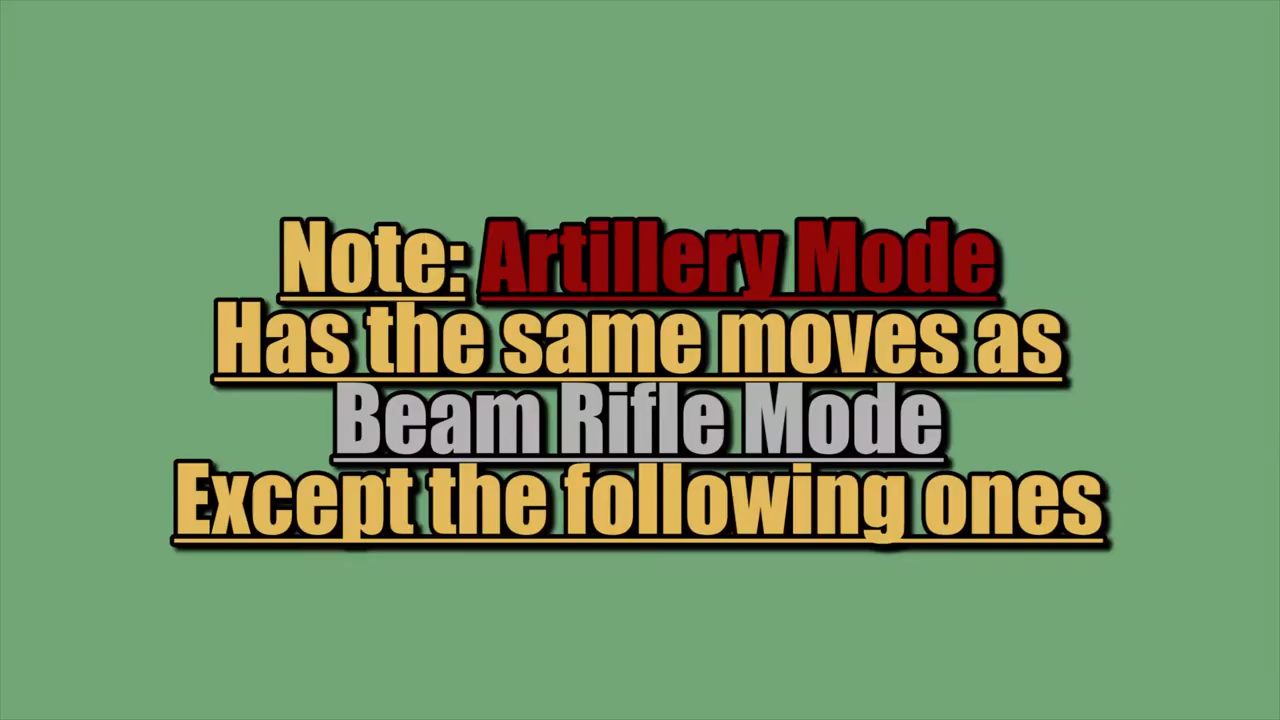 Note: Artillery Mode
Has the same moves as
Beam Rifle Mode
Except the following ones